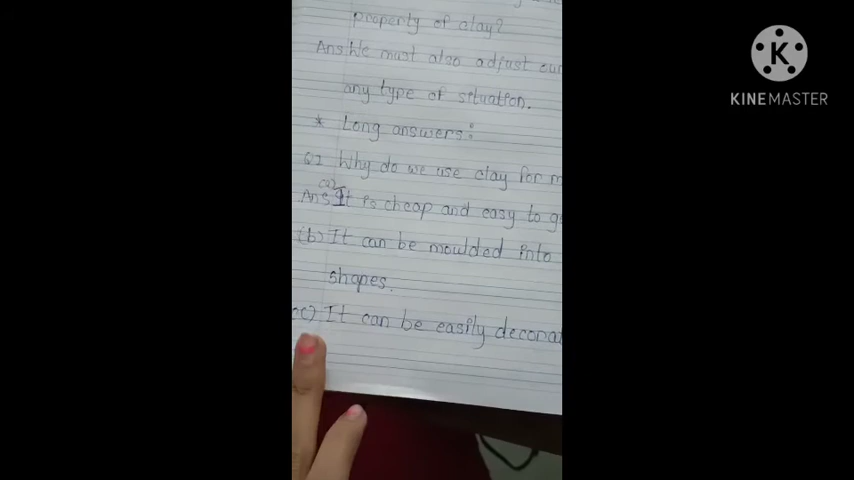 property of clay?
Ans We must also adjust our
any type of situation.
* Long answers:
Q1 Why do we use clay for m
Ans (a) It is cheap and easy to g
(b) It can be moulded into
shapes.
(c) It can be easily decorat
K
KINEMASTER